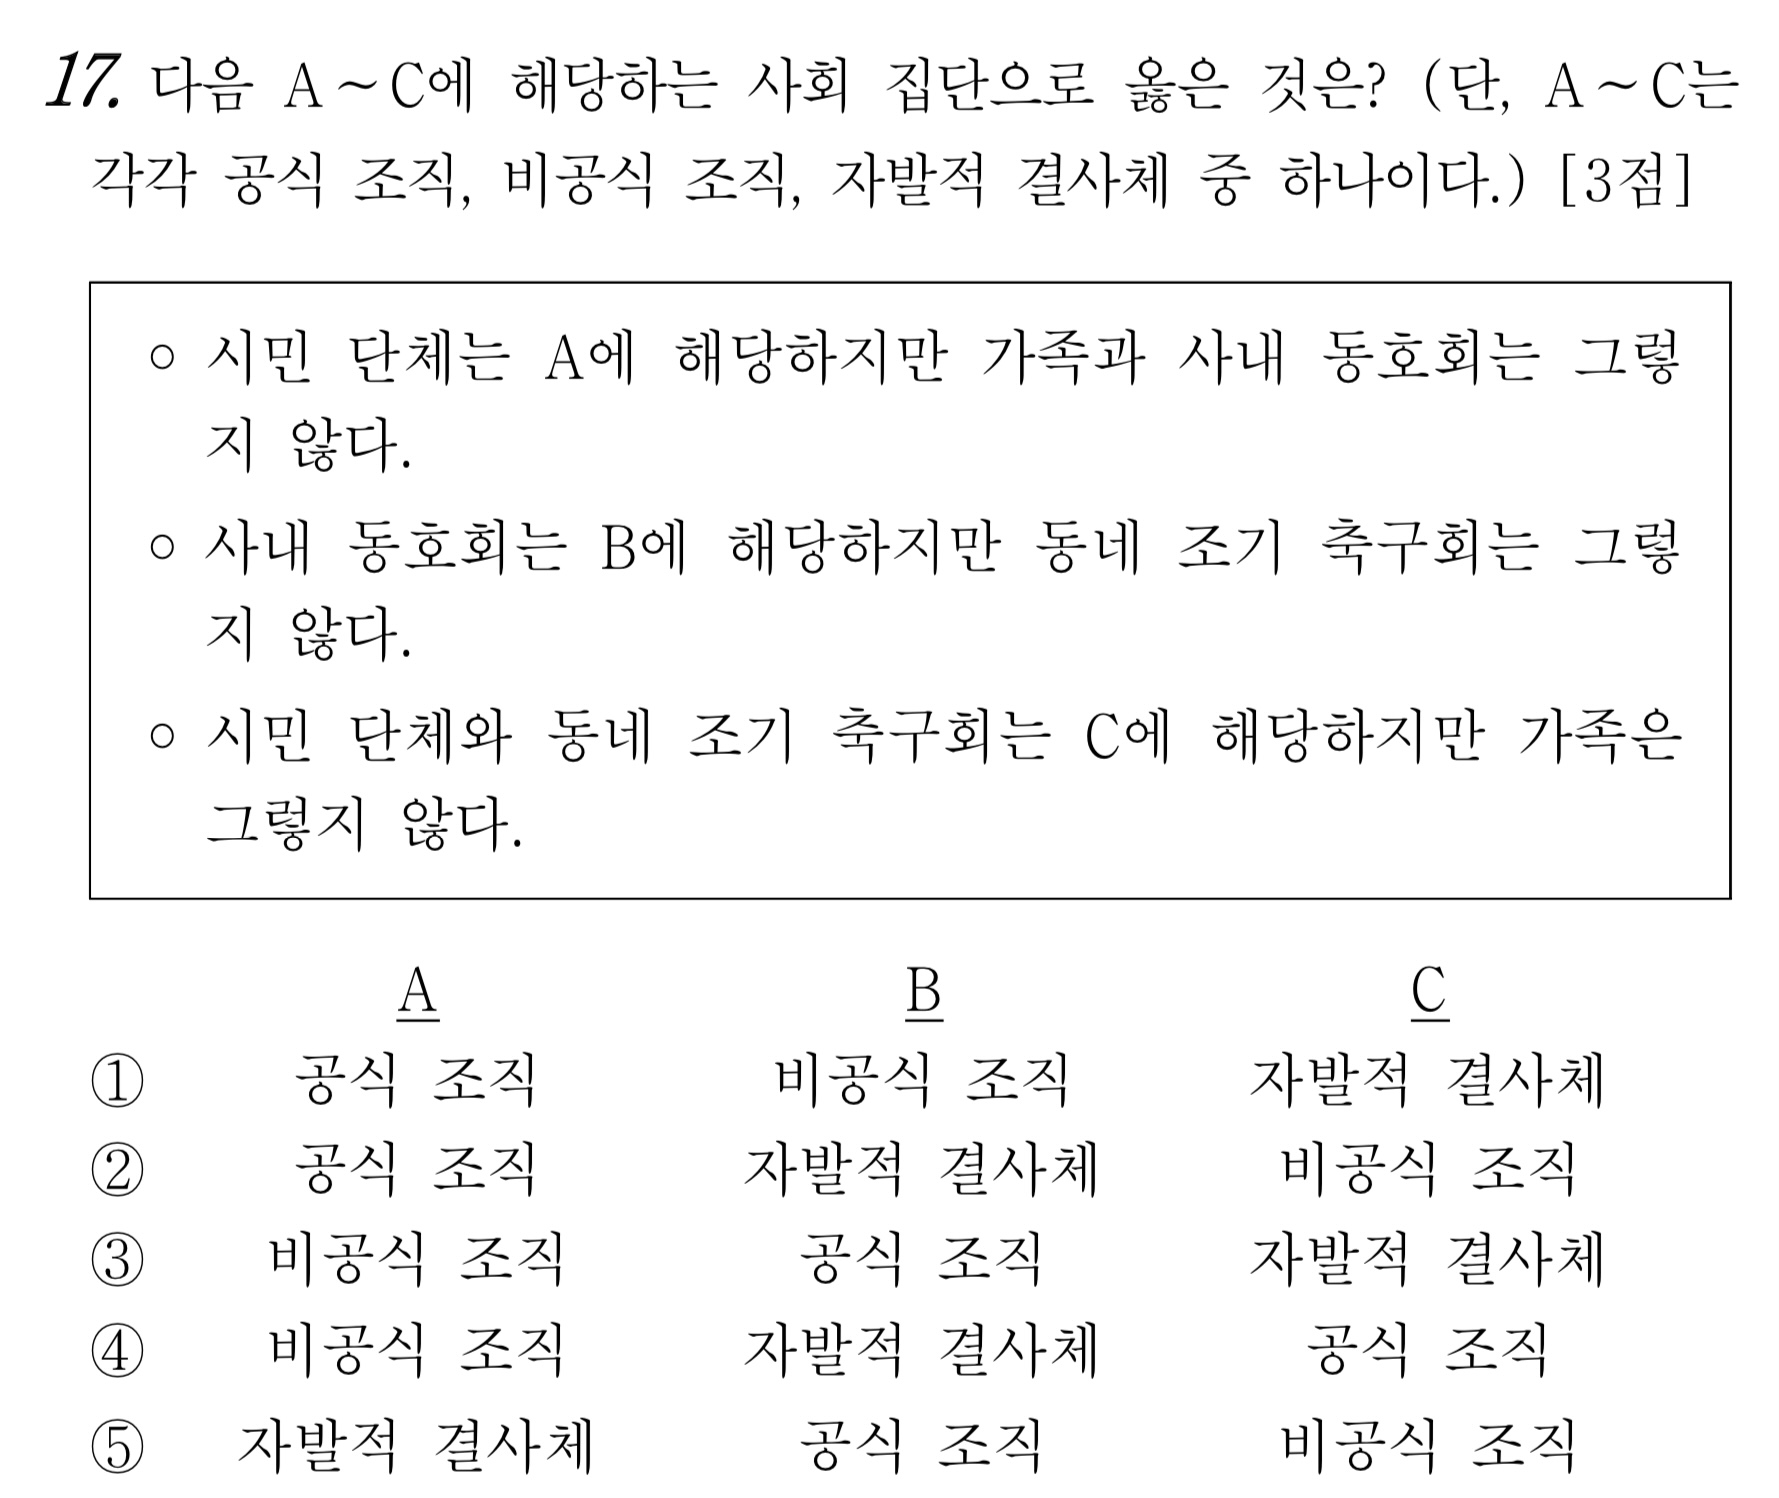 17. 다음 A~C에 해당하는 사회 집단으로 옳은 것은? (단, A~C는
각각 공식 조직, 비공식 조직, 자발적 결사체 중 하나이다.) [3점]
○ 시민 단체는 A에 해당하지만 가족과 사내 동호회는 그렇
지 않다.
○ 사내 동호회는 B에 해당하지만 동네 조기 축구회는 그렇
지 않다.
○ 시민 단체와 동네 조기 축구회는 C에 해당하지만 가족은
그렇지 않다.
A B C
① 공식 조직 비공식 조직 자발적 결사체
② 공식 조직 자발적 결사체 비공식 조직
③ 비공식 조직 공식 조직 자발적 결사체
④ 비공식 조직 자발적 결사체 공식 조직
⑤ 자발적 결사체 공식 조직 비공식 조직